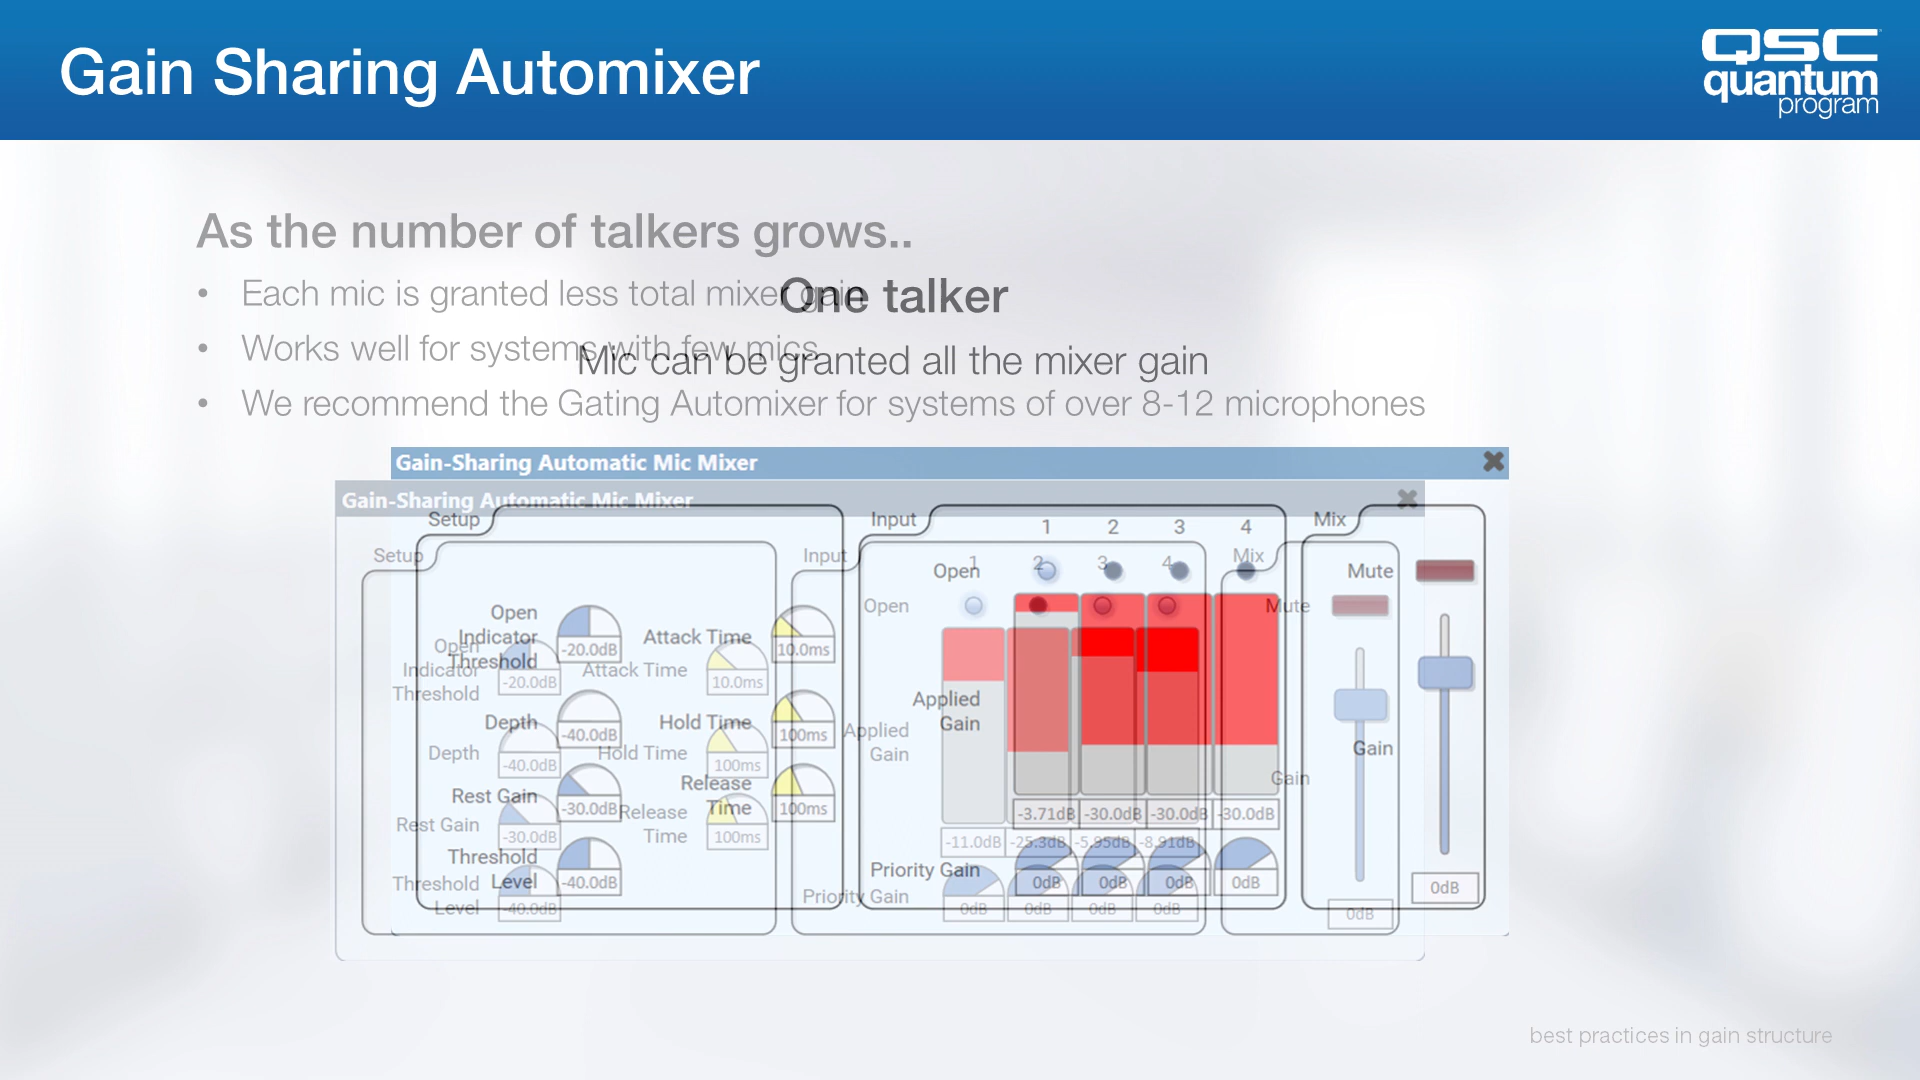 Gain Sharing Automixer
QSC
quantum
program
As the number of talkers grows..
• Each mic is granted less total mixer gain
One talker
• Works well for systems with few mics
Mic can be granted all the mixer gain
• We recommend the Gating Automixer for systems of over 8-12 microphones
Gain-Sharing Automatic Mic Mixer
Setup
Open
Indicator
Threshold
-20.0dB
Attack Time
10.0ms
Depth
-40.0dB
Hold Time
100ms
Rest Gain
-30.0dB
Release
Time
100ms
Threshold
Level
-40.0dB
Input
1 2 3 4
Open
Applied
Gain
-3.71dB -30.0dB -30.0dB -30.0dB
Priority Gain
0dB 0dB 0dB 0dB
Mix
Mute
Gain
0dB
Gain-Sharing Automatic Mic Mixer
Setup
Open
Indicator
Threshold
-20.0dB
Attack Time
10.0ms
Depth
-40.0dB
Hold Time
100ms
Rest Gain
-30.0dB
Release
Time
100ms
Threshold
Level
-40.0dB
Input
1 2 3 4
Open
Applied
Gain
-11.0dB -25.3dB -5.95dB -8.91dB
Priority Gain
0dB 0dB 0dB 0dB
Mix
Mute
Gain
0dB
best practices in gain structure